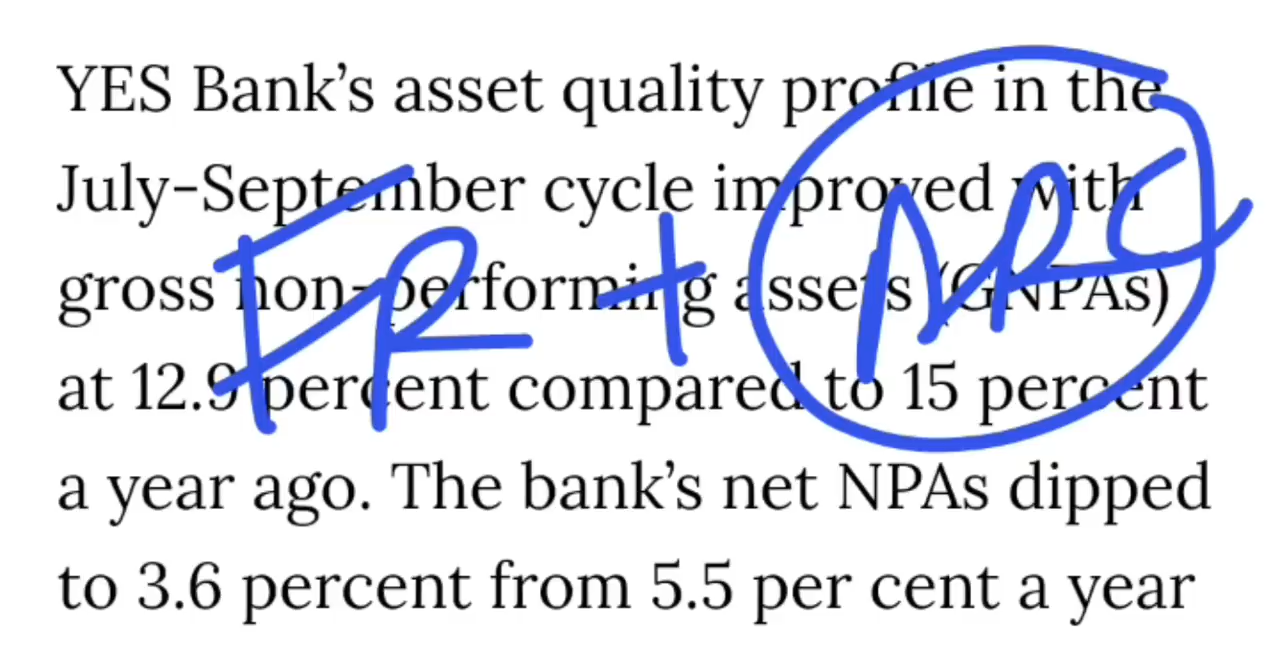 YES Bank’s asset quality profile in the
July-September cycle improved with
gross non-performing assets (GNPAs)
at 12.9 percent compared to 15 percent
a year ago. The bank’s net NPAs dipped
to 3.6 percent from 5.5 per cent a year
FR +